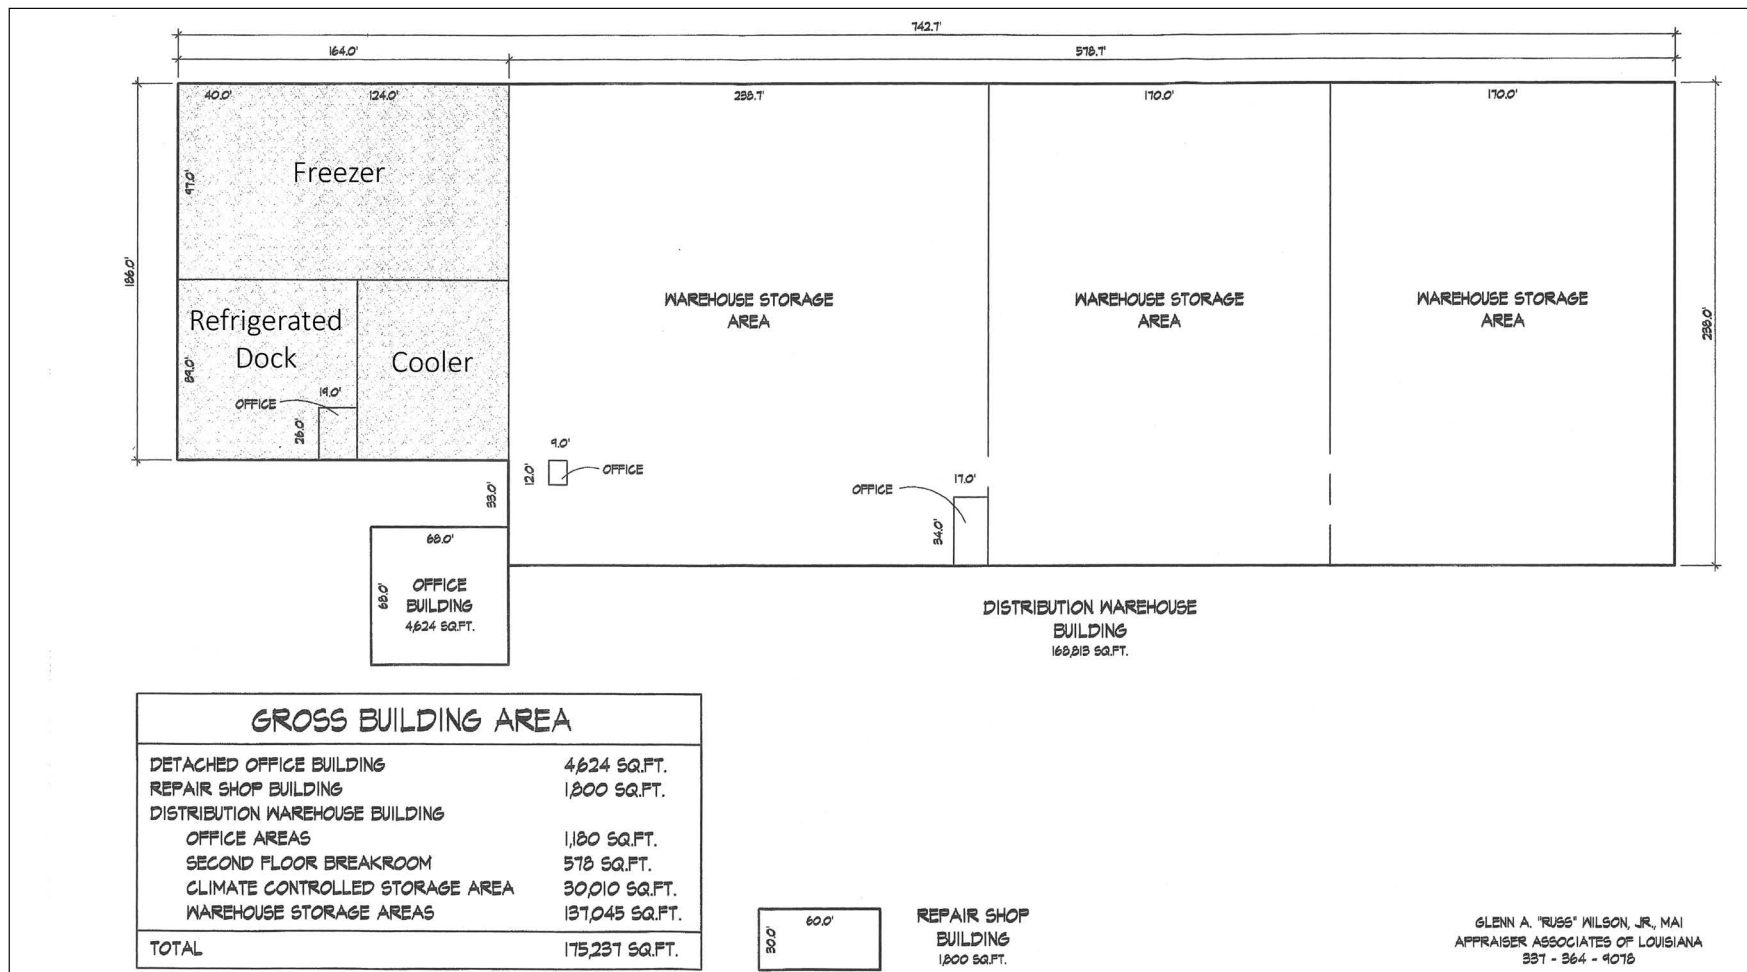 742.7'
164.0'
578.7'
40.0'
124.0'
238.7'
170.0'
170.0'
Freezer
97.0'
186.0'
WAREHOUSE STORAGE
AREA
WAREHOUSE STORAGE
AREA
WAREHOUSE STORAGE
AREA
238.0'
Refrigerated
Dock
Cooler
89.0'
19.0'
OFFICE
26.0'
9.0'
12.0'
OFFICE
33.0'
17.0'
OFFICE
34.0'
68.0'
68.0'
OFFICE
BUILDING
4,624 SQ.FT.
DISTRIBUTION WAREHOUSE
BUILDING
168,813 SQ.FT.
GROSS BUILDING AREA
DETACHED OFFICE BUILDING 4,624 SQ.FT.
REPAIR SHOP BUILDING 1,800 SQ.FT.
DISTRIBUTION WAREHOUSE BUILDING
OFFICE AREAS 1,180 SQ.FT.
SECOND FLOOR BREAKROOM 578 SQ.FT.
CLIMATE CONTROLLED STORAGE AREA 30,010 SQ.FT.
WAREHOUSE STORAGE AREAS 137,045 SQ.FT.
TOTAL 175,237 SQ.FT.
60.0'
30.0'
REPAIR SHOP
BUILDING
1,800 SQ.FT.
GLENN A. "RUSS" WILSON, JR., MAI
APPRAISER ASSOCIATES OF LOUISIANA
337 - 364 - 9078